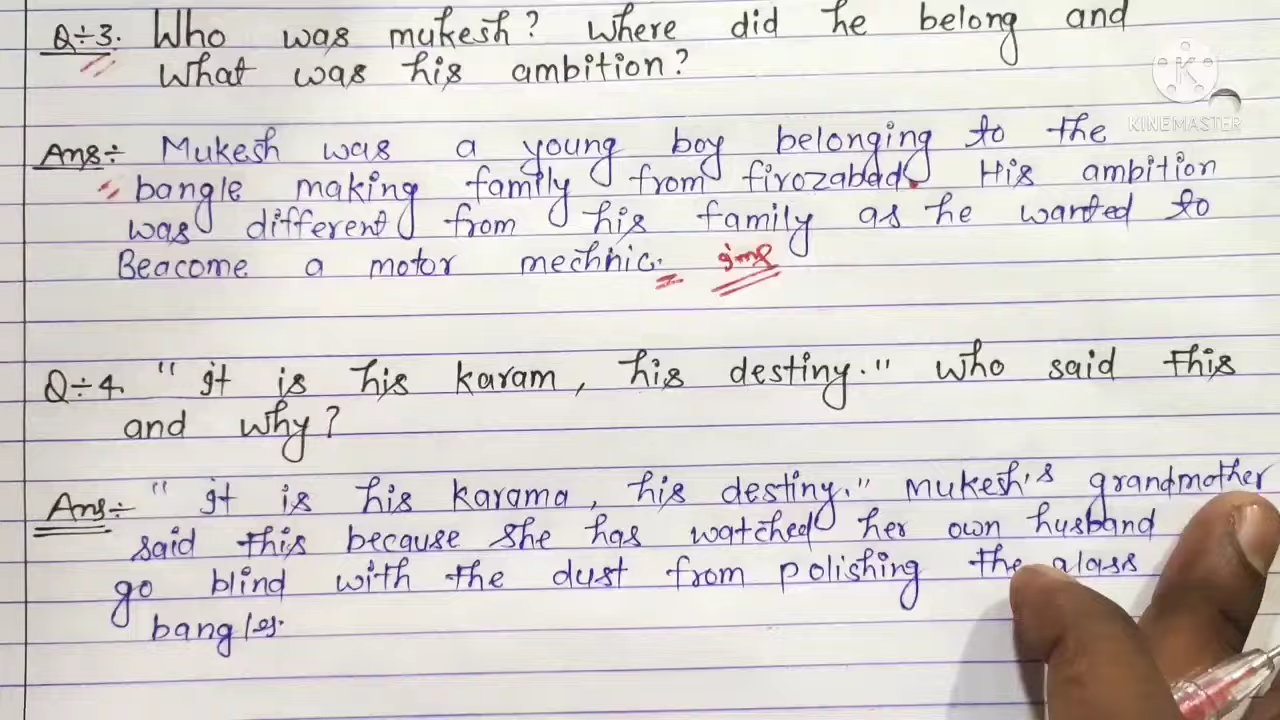 Q÷3. Who was mukesh? Where did he belong and
What was his ambition?
KINEMASTER
Ans÷ Mukesh was a young boy belonging to the
bangle making family from firozabad. His ambition
was different from his family as he wanted to
Beacome a motor mechnic. imp
Q÷4. "It is his karam, his destiny." Who said this
and why?
Ans÷ "It is his karama, his destiny." Mukesh's grandmother
said this because she has watched her own husband
go blind with the dust from polishing the glass
bangles.